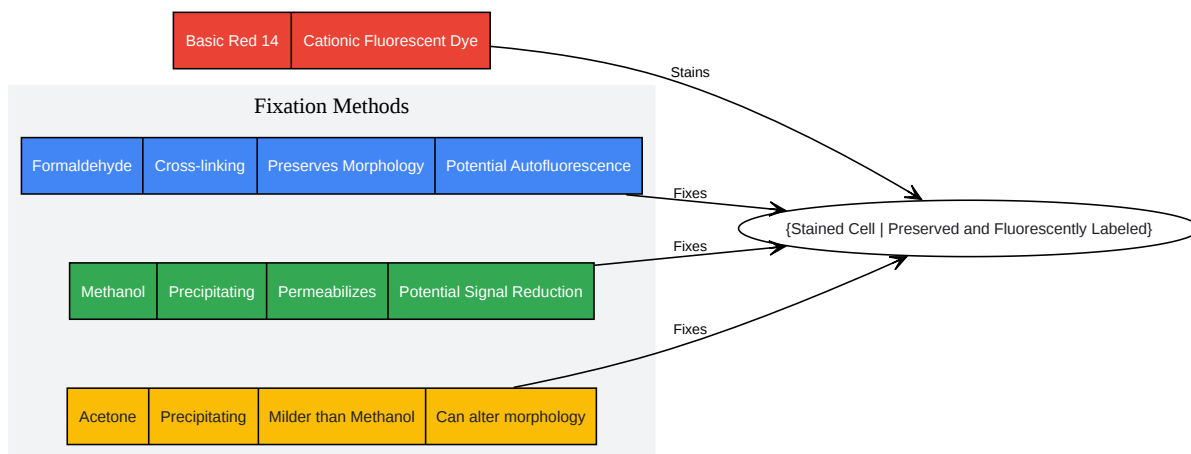 Basic Red 14 Cationic Fluorescent Dye
Stains
Fixation Methods
Formaldehyde Cross-linking Preserves Morphology Potential Autofluorescence
Fixes
{Stained Cell | Preserved and Fluorescently Labeled}
Fixes
Methanol Precipitating Permeabilizes Potential Signal Reduction
Fixes
Acetone Precipitating Milder than Methanol Can alter morphology